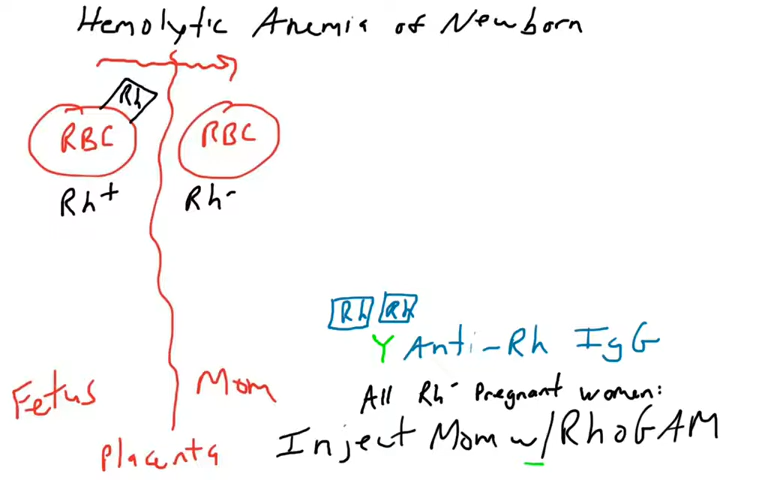 Hemolytic Anemia of Newborn
Rh
RBC RBC
Rh+ Rh-
Rh Rh
Anti-Rh IgG
Fetus Mom
All Rh- Pregnant women:
Inject Mom w/RhoGAM
Placenta